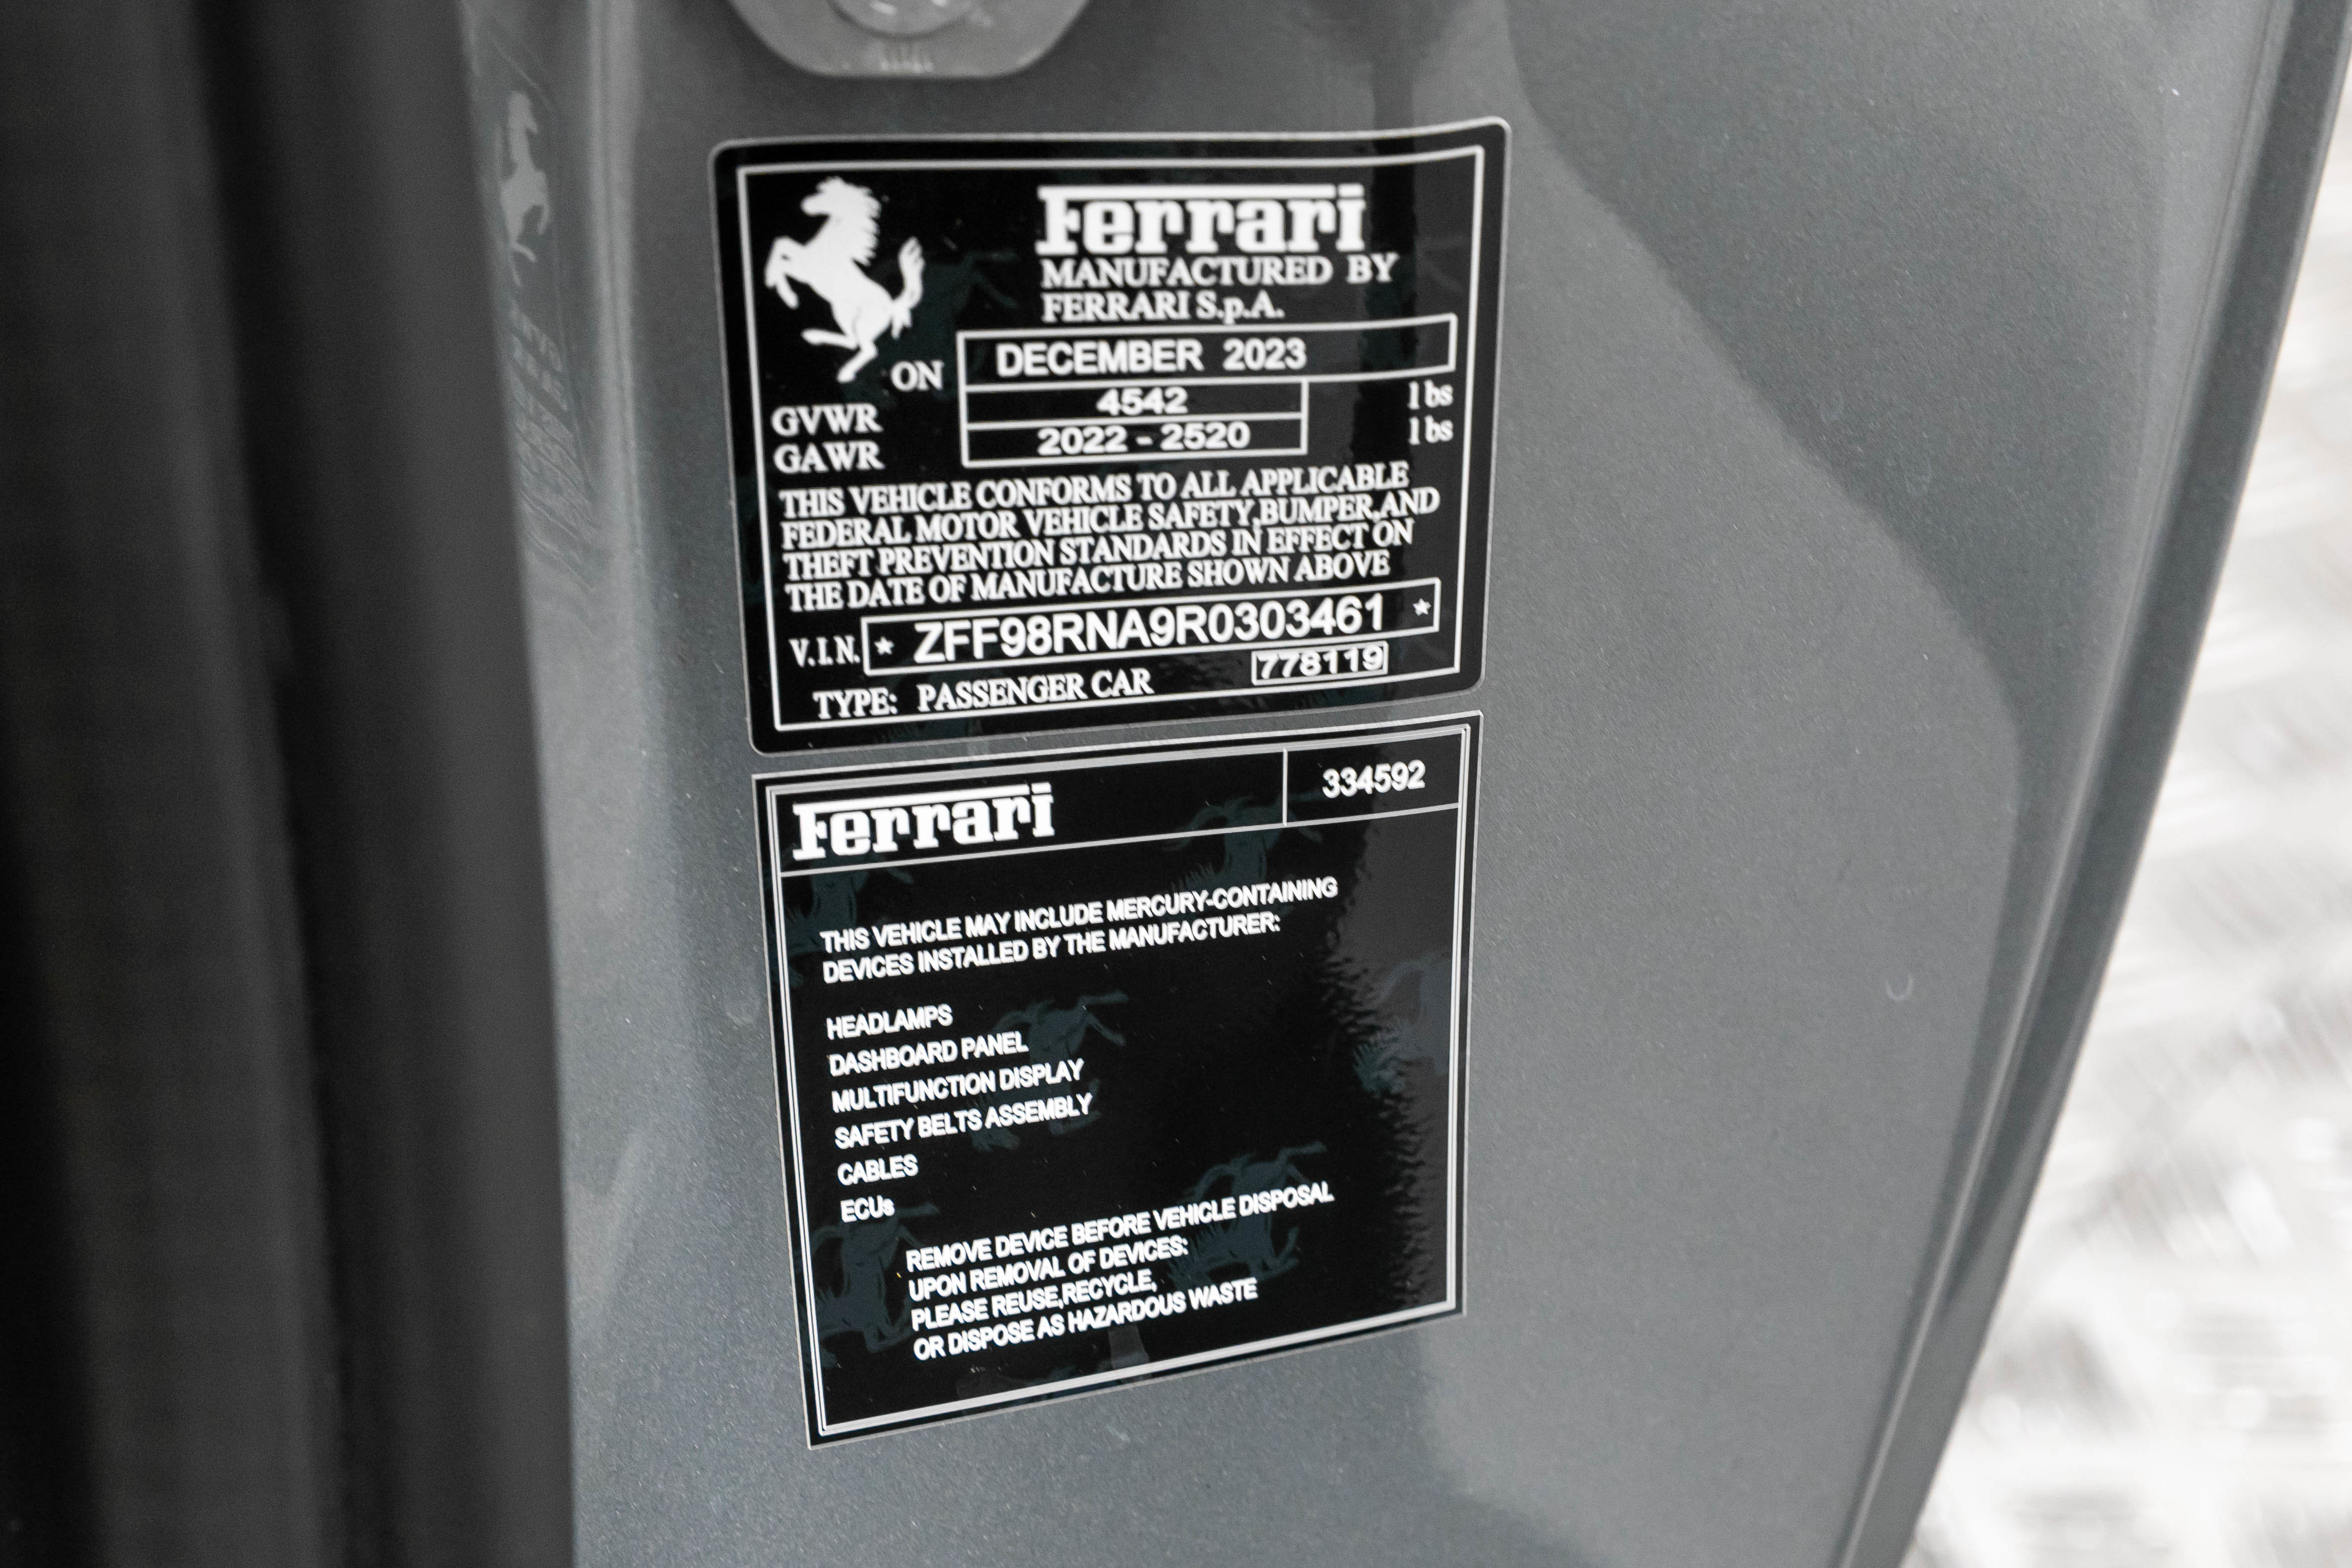 Ferrari
MANUFACTURED BY
FERRARI S.p.A.
ON DECEMBER 2023
GVWR 4542 lbs
GAWR 2022 - 2520 lbs
THIS VEHICLE CONFORMS TO ALL APPLICABLE
FEDERAL MOTOR VEHICLE SAFETY,BUMPER,AND
THEFT PREVENTION STANDARDS IN EFFECT ON
THE DATE OF MANUFACTURE SHOWN ABOVE
V.I.N. * ZFF98RNA9R0303461 *
778119
TYPE: PASSENGER CAR
Ferrari 334592
THIS VEHICLE MAY INCLUDE MERCURY-CONTAINING
DEVICES INSTALLED BY THE MANUFACTURER:
HEADLAMPS
DASHBOARD PANEL
MULTIFUNCTION DISPLAY
SAFETY BELTS ASSEMBLY
CABLES
ECUs
REMOVE DEVICE BEFORE VEHICLE DISPOSAL
UPON REMOVAL OF DEVICES:
PLEASE REUSE,RECYCLE,
OR DISPOSE AS HAZARDOUS WASTE